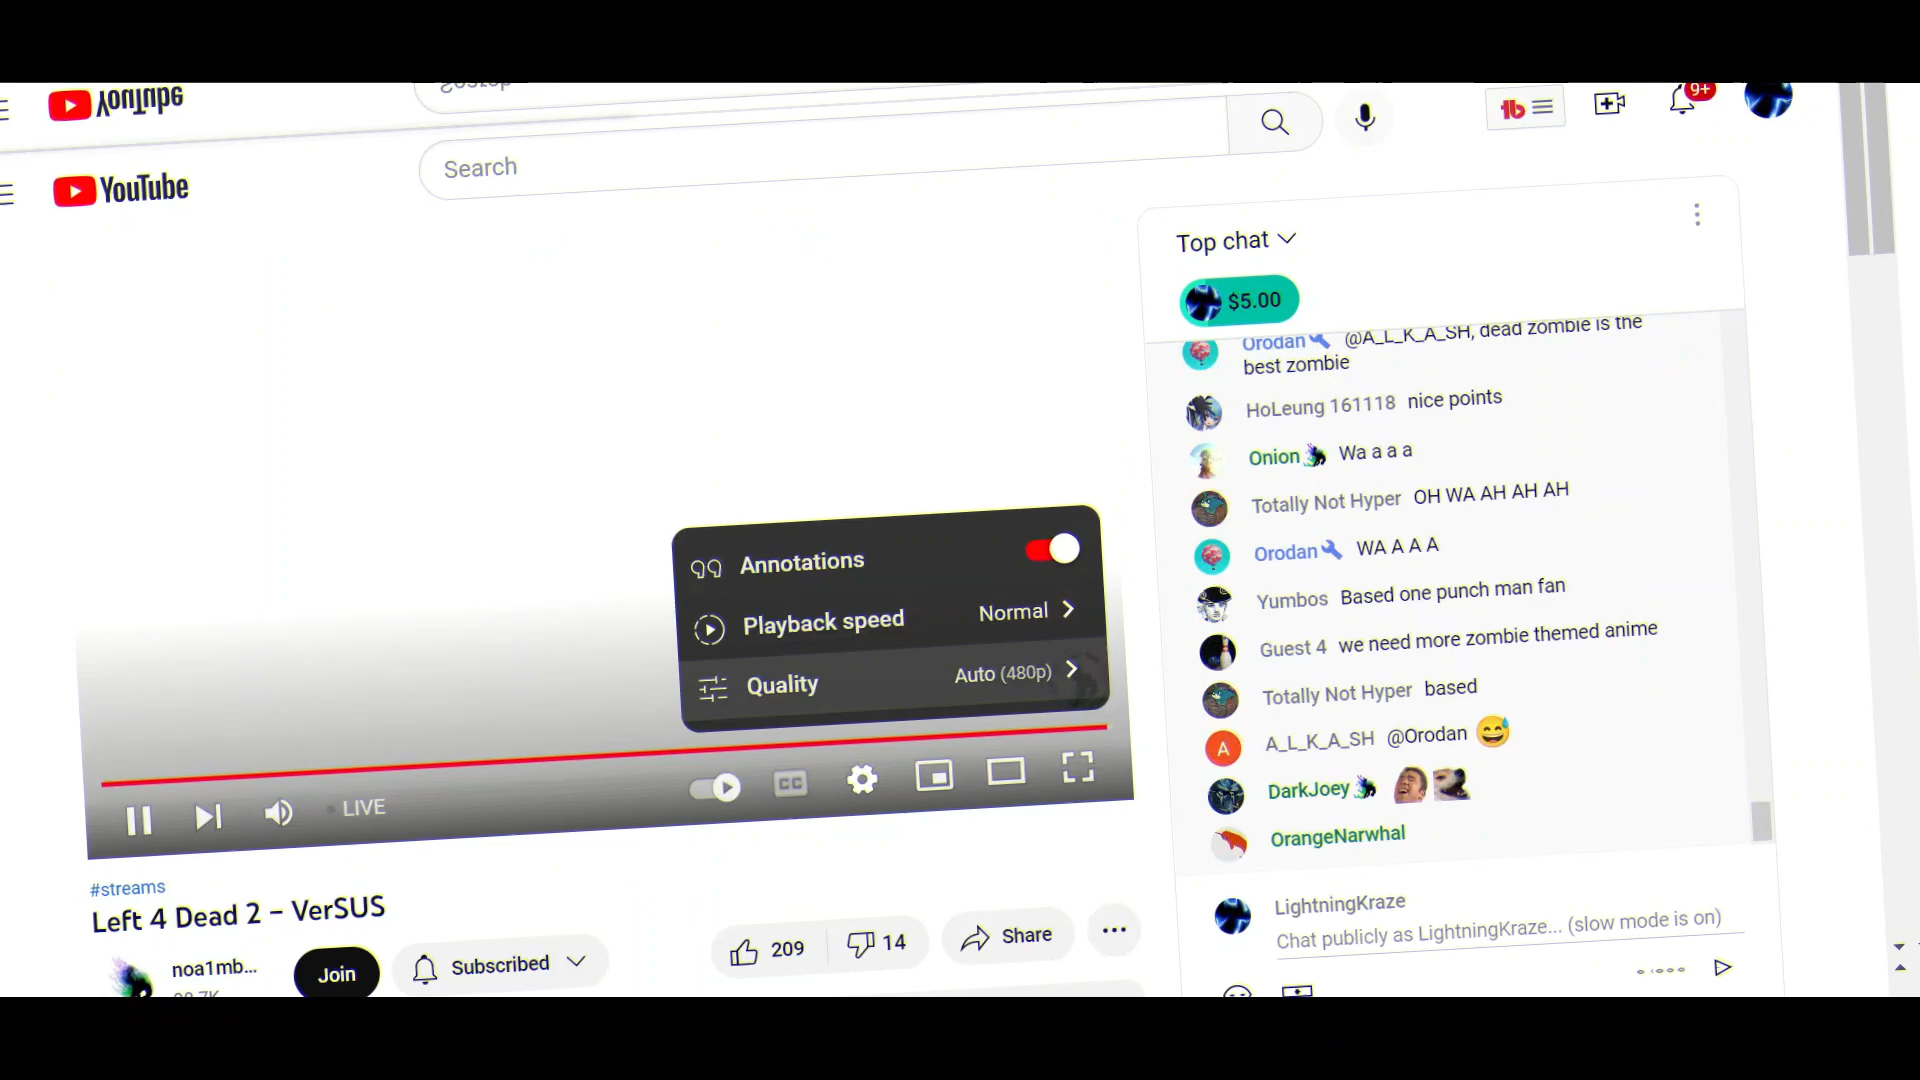 YouTube
9+
Search
YouTube
Top chat
$5.00
Orodan @A_L_K_A_SH, dead zombie is the
best zombie
HoLeung 161118 nice points
Onion Wa a a a
Totally Not Hyper OH WA AH AH AH
Orodan WA A A A
Yumbos Based one punch man fan
Guest 4 we need more zombie themed anime
Totally Not Hyper based
A A_L_K_A_SH @Orodan
DarkJoey
OrangeNarwhal
LightningKraze
Chat publicly as LightningKraze... (slow mode is on)
Annotations
Playback speed Normal
Quality Auto (480p)
LIVE
CC
#streams
Left 4 Dead 2 – VerSUS
noa1mb...
Join
Subscribed
209
14
Share